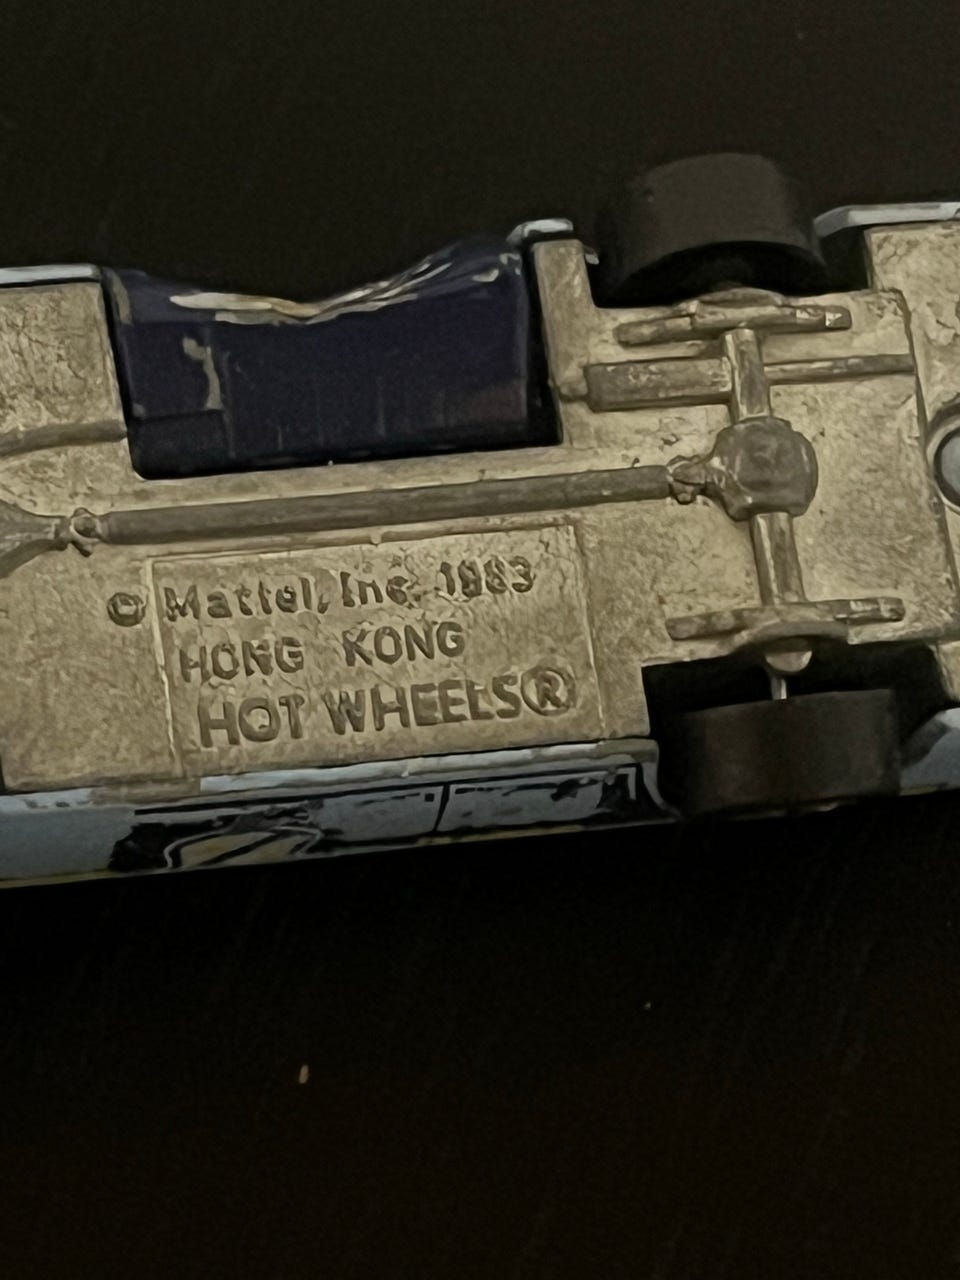 © Mattel, Inc. 1983
HONG KONG
HOT WHEELS®